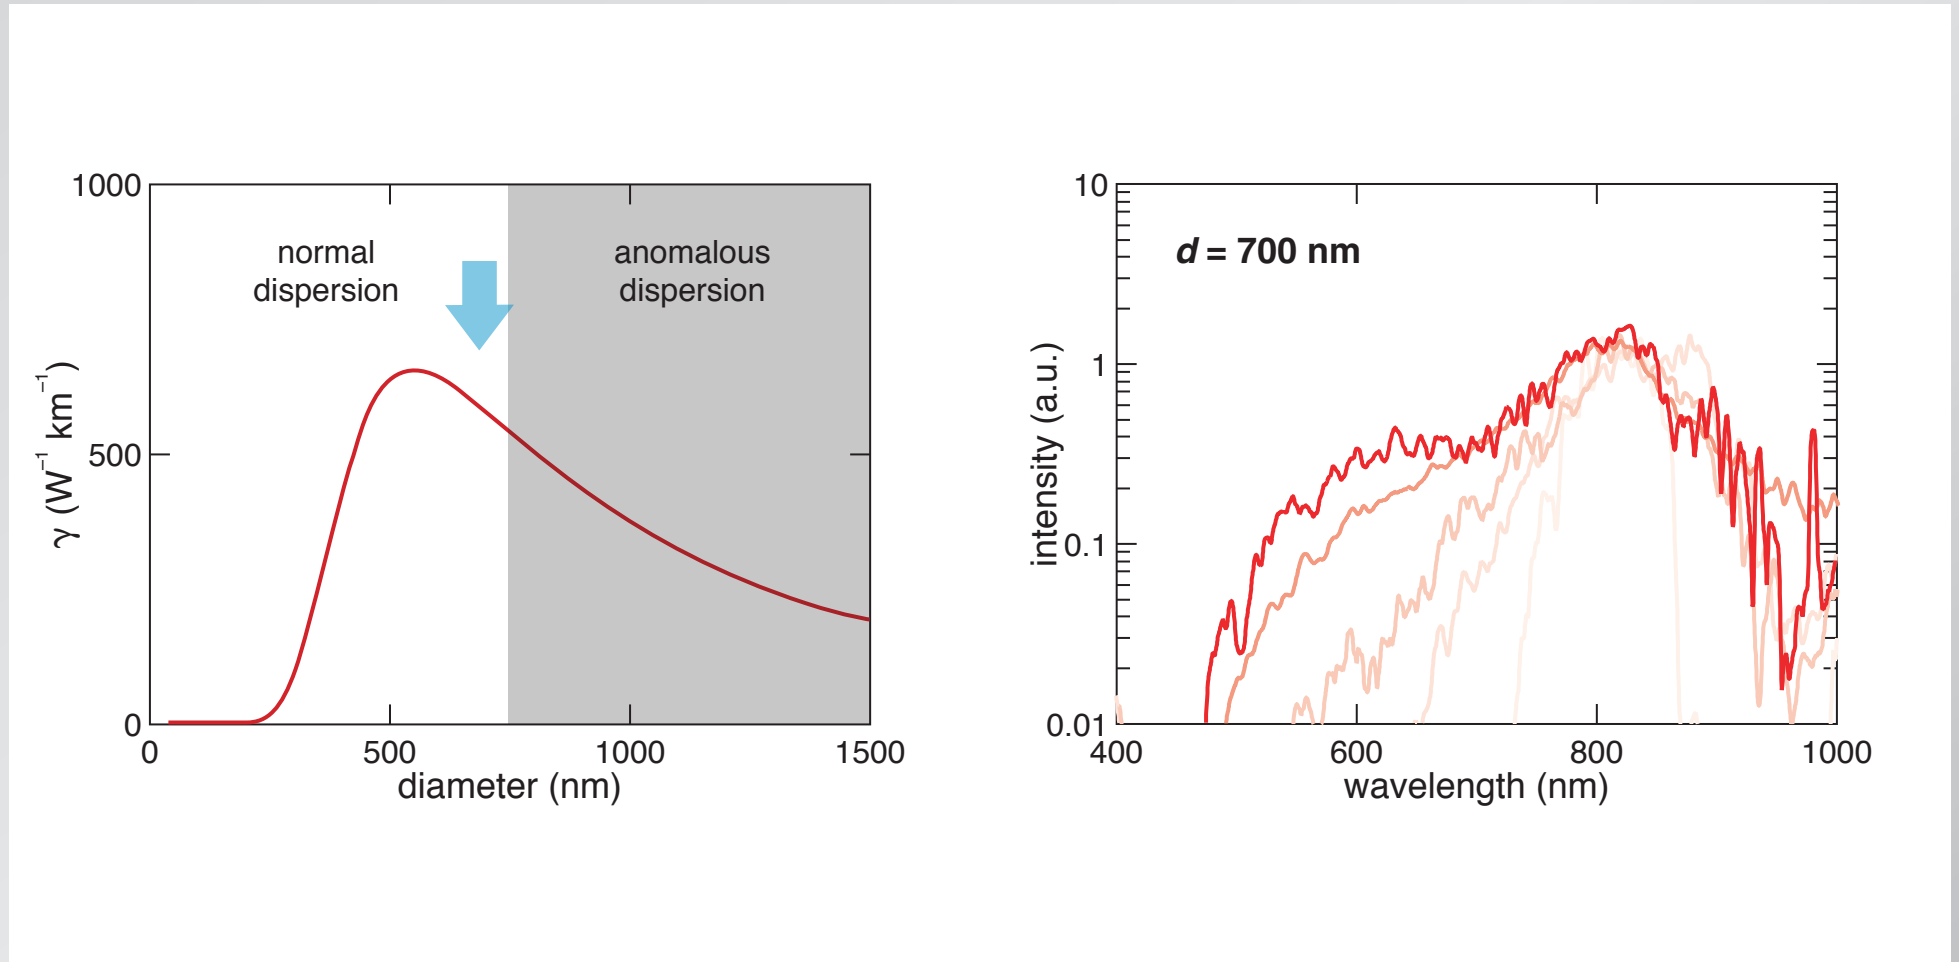 1000
500
0
γ (W⁻¹ km⁻¹)
normal
dispersion
anomalous
dispersion
0 500 1000 1500
diameter (nm)
10
1
0.1
0.01
intensity (a.u.)
d = 700 nm
400 600 800 1000
wavelength (nm)